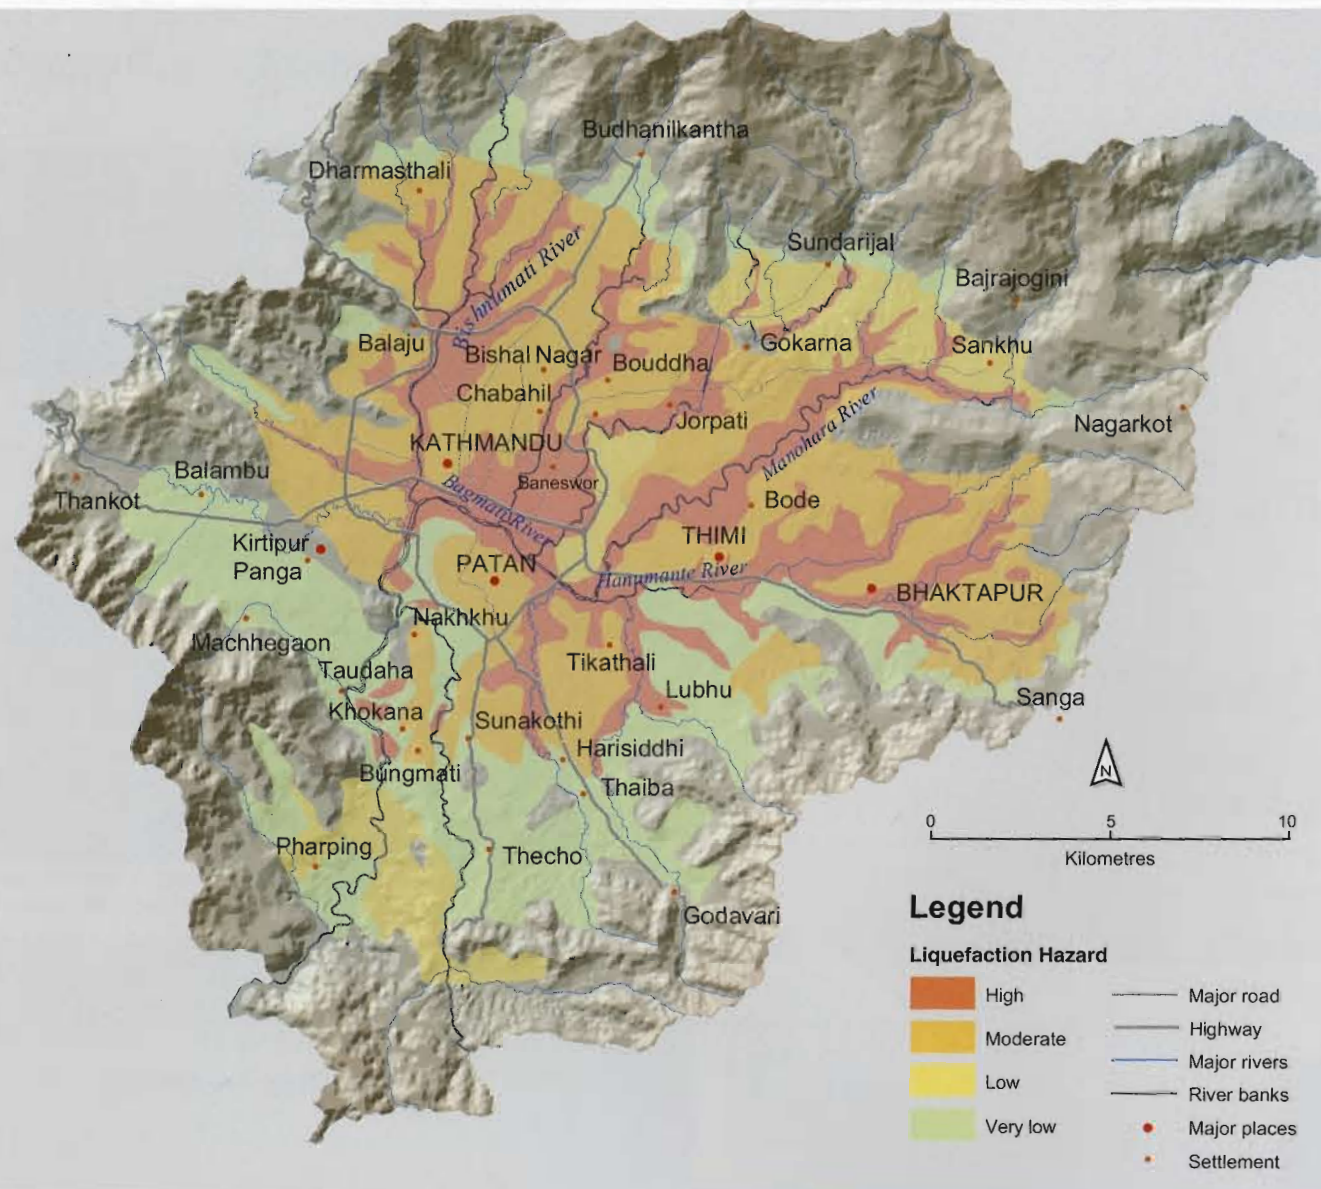 Budhanilkantha
Dharmasthali
Bishnumati River
Sundarijal
Bajrajogini
Balaju
Bishal Nagar
Bouddha
Gokarna
Sankhu
Chabahil
Jorpati
Manohara River
Nagarkot
KATHMANDU
Balambu
Baneswor
Thankot
Bagmati River
Bode
Kirtipur
THIMI
Panga
PATAN
Hanumante River
BHAKTAPUR
Nakhkhu
Machhegaon
Tikathali
Taudaha
Lubhu
Sanga
Khokana
Sunakothi
Harisiddhi
Bungmati
Thaiba
N
Pharping
Thecho
Godavari
0 5 10
Kilometres
Legend
Liquefaction Hazard
High
Moderate
Low
Very low
Major road
Highway
Major rivers
River banks
Major places
Settlement